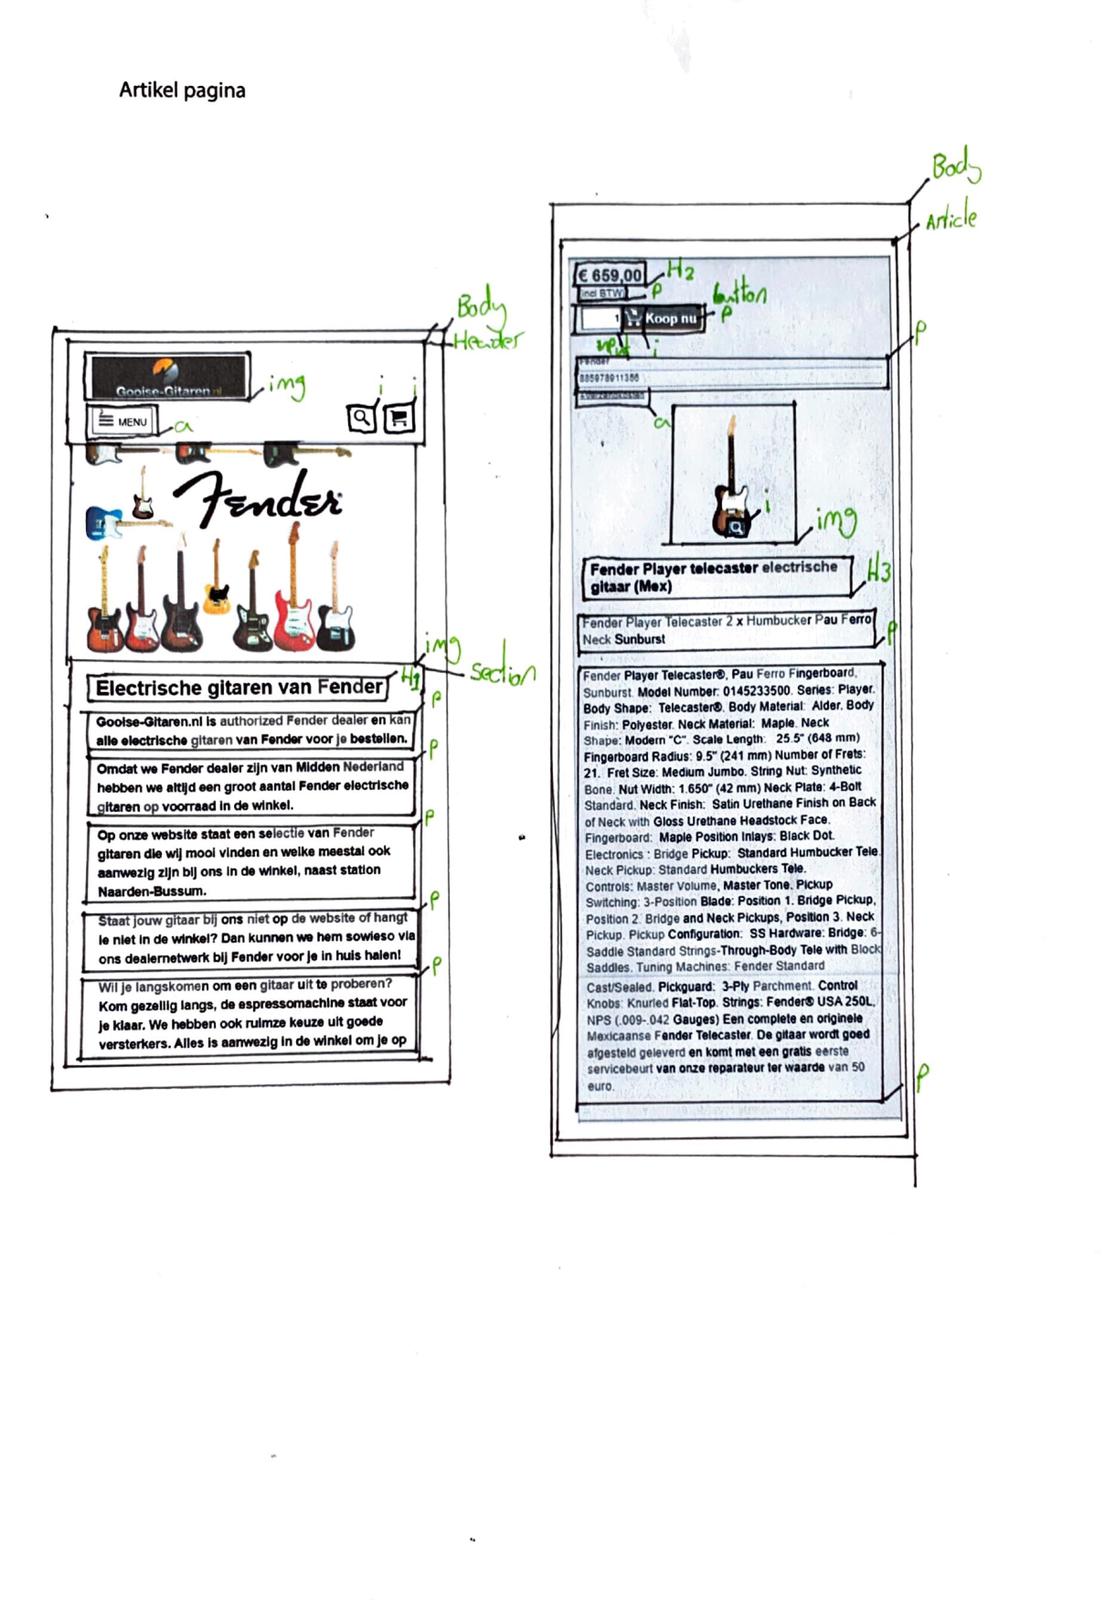 Artikel pagina
Body
Header
Gooise-Gitaren.nl
img
i
i
MENU
a
Fender
img
section
Electrische gitaren van Fender
H1
P
Gooise-Gitaren.nl is authorized Fender dealer en kan
alle electrische gitaren van Fender voor je bestellen.
P
Omdat we Fender dealer zijn van Midden Nederland
hebben we altijd een groot aantal Fender electrische
gitaren op voorraad in de winkel.
P
Op onze website staat een selectie van Fender
gitaren die wij mooi vinden en welke meestal ook
aanwezig zijn bij ons in de winkel, naast station
Naarden-Bussum.
P
Staat jouw gitaar bij ons niet op de website of hangt
ie niet in de winkel? Dan kunnen we hem sowieso via
ons dealernetwerk bij Fender voor je in huis halen!
P
Wil je langskomen om een gitaar uit te proberen?
Kom gezellig langs, de espressomachine staat voor
je klaar. We hebben ook ruimze keuze uit goede
versterkers. Alles is aanwezig in de winkel om je op
Body
Article
€ 659,00
H2
incl BTW
P
button
1
Koop nu
P
input
i
P
Fender
885978911356
a
i
img
Fender Player telecaster electrische
gitaar (Mex)
H3
Fender Player Telecaster 2 x Humbucker Pau Ferro
Neck Sunburst
P
Fender Player Telecaster®, Pau Ferro Fingerboard,
Sunburst. Model Number: 0145233500. Series: Player.
Body Shape: Telecaster®. Body Material: Alder. Body
Finish: Polyester. Neck Material: Maple. Neck
Shape: Modern "C". Scale Length: 25.5" (648 mm)
Fingerboard Radius: 9.5" (241 mm) Number of Frets:
21. Fret Size: Medium Jumbo. String Nut: Synthetic
Bone. Nut Width: 1.650" (42 mm) Neck Plate: 4-Bolt
Standard. Neck Finish: Satin Urethane Finish on Back
of Neck with Gloss Urethane Headstock Face.
Fingerboard: Maple Position Inlays: Black Dot.
Electronics : Bridge Pickup: Standard Humbucker Tele.
Neck Pickup: Standard Humbuckers Tele.
Controls: Master Volume, Master Tone. Pickup
Switching: 3-Position Blade: Position 1. Bridge Pickup,
Position 2. Bridge and Neck Pickups, Position 3. Neck
Pickup. Pickup Configuration: SS Hardware: Bridge: 6-
Saddle Standard Strings-Through-Body Tele with Block
Saddles. Tuning Machines: Fender Standard
Cast/Sealed. Pickguard: 3-Ply Parchment. Control
Knobs: Knurled Flat-Top. Strings: Fender® USA 250L,
NPS (.009-.042 Gauges) Een complete en originele
Mexicaanse Fender Telecaster. De gitaar wordt goed
afgesteld geleverd en komt met een gratis eerste
servicebeurt van onze reparateur ter waarde van 50
euro.
P